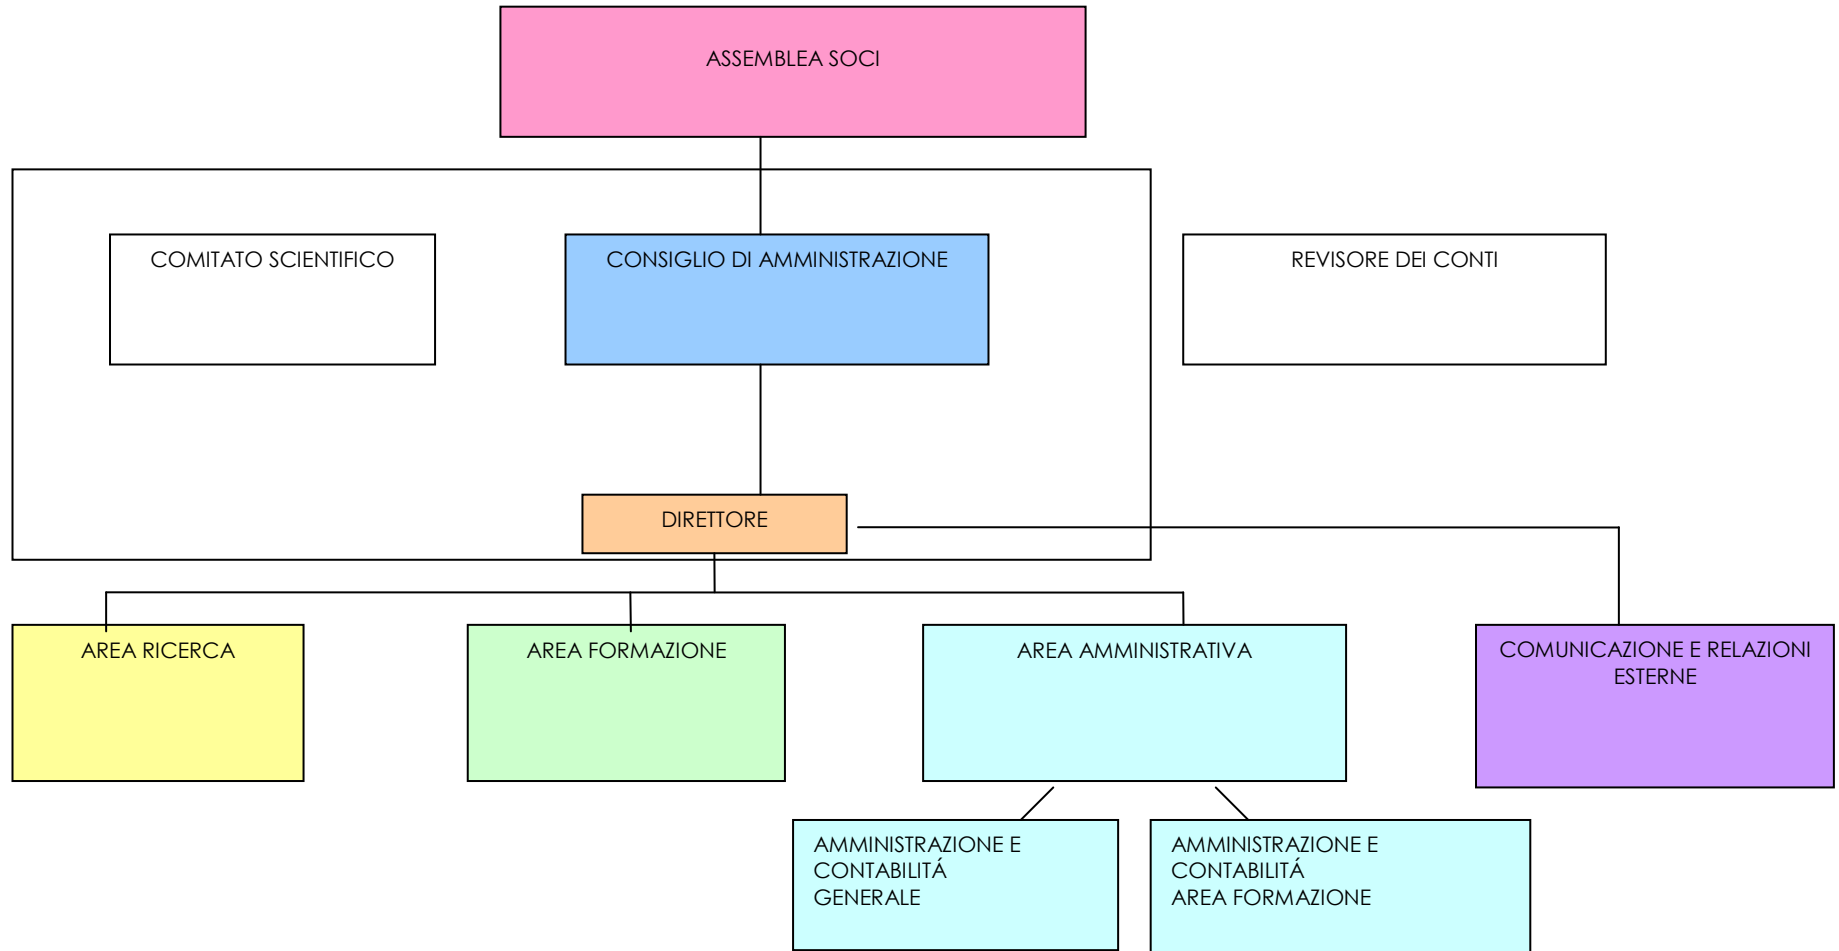 ASSEMBLEA SOCI
COMITATO SCIENTIFICO
CONSIGLIO DI AMMINISTRAZIONE
REVISORE DEI CONTI
DIRETTORE
AREA RICERCA
AREA FORMAZIONE
AREA AMMINISTRATIVA
COMUNICAZIONE E RELAZIONI
ESTERNE
AMMINISTRAZIONE E
CONTABILITÁ
GENERALE
AMMINISTRAZIONE E
CONTABILITÁ
AREA FORMAZIONE